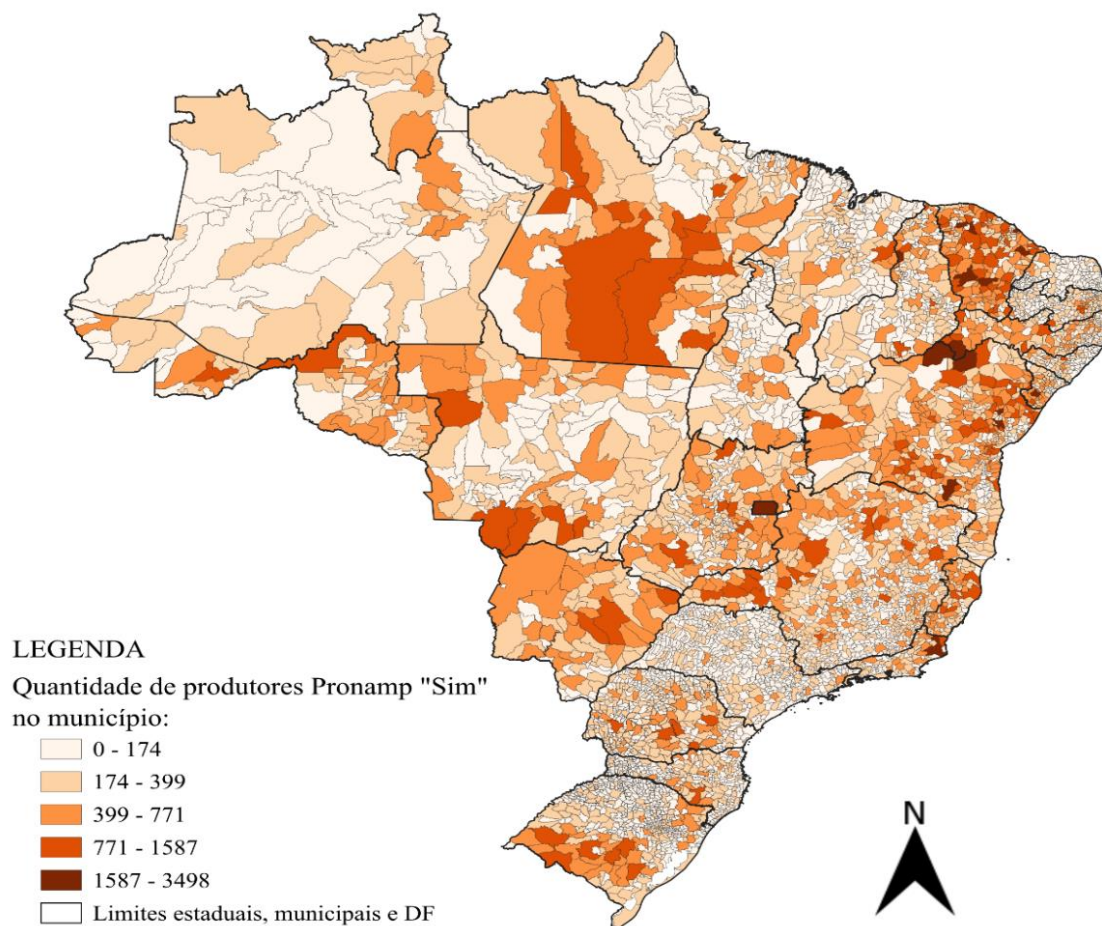 LEGENDA
Quantidade de produtores Pronamp "Sim"
no município:
0 - 174
174 - 399
399 - 771
771 - 1587
1587 - 3498
Limites estaduais, municipais e DF
N